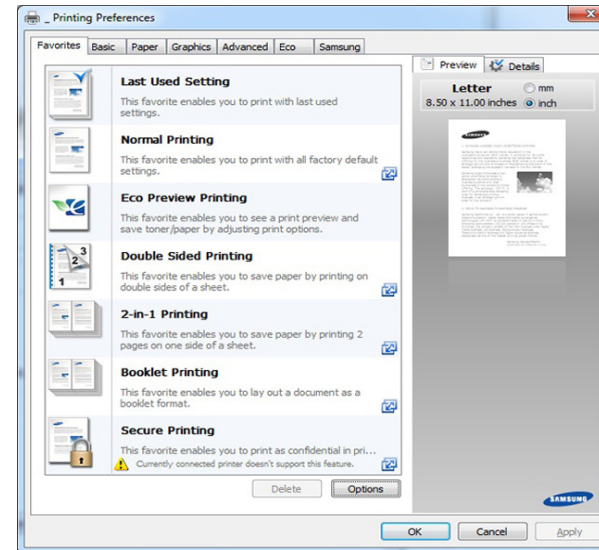 _ Printing Preferences
Favorites Basic Paper Graphics Advanced Eco Samsung
Last Used Setting
This favorite enables you to print with last used
settings.
Normal Printing
This favorite enables you to print with all factory default
settings.
Eco Preview Printing
This favorite enables you to see a print preview and
save toner/paper by adjusting print options.
3
2
1
Double Sided Printing
This favorite enables you to save paper by printing on
double sides of a sheet.
2-in-1 Printing
This favorite enables you to save paper by printing 2
pages on one side of a sheet.
Booklet Printing
This favorite enables you to lay out a document as a
booklet format.
Secure Printing
This favorite enables you to print as confidential in pri...
Currently connected printer doesn't support this feature.
Delete Options
Preview Details
Letter mm
8.50 x 11.00 inches inch
SAMSUNG
OK Cancel Apply